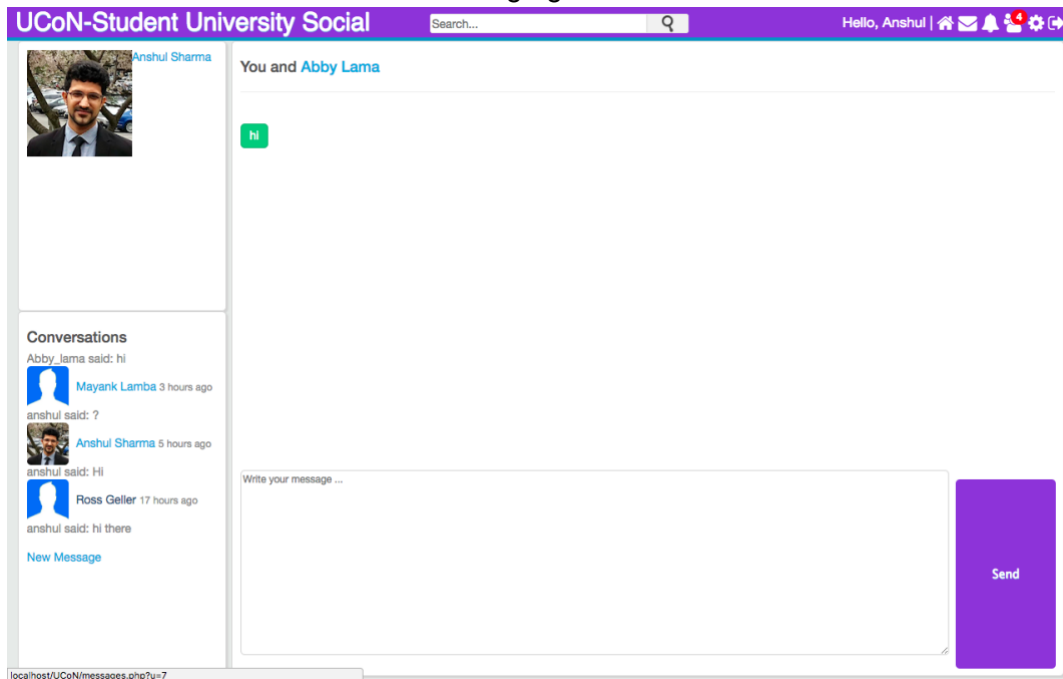 UCoN-Student University Social
Search...
Hello, Anshul |
4
Anshul Sharma
You and Abby Lama
hi
Conversations
Abby_lama said: hi
Mayank Lamba 3 hours ago
anshul said: ?
Anshul Sharma 5 hours ago
anshul said: Hi
Ross Geller 17 hours ago
anshul said: hi there
New Message
Write your message ...
Send
localhost/UCoN/messages.php?u=7